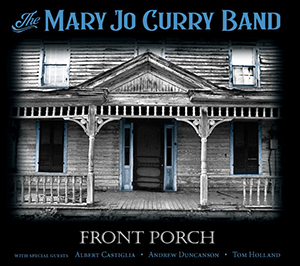 The MARY JO CURRY BAND
FRONT PORCH
WITH SPECIAL GUESTS ALBERT CASTIGLIA • ANDREW DUNCANSON • TOM HOLLAND